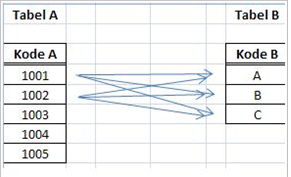 Tabel A Tabel B
Kode A Kode B
1001 A
1002 B
1003 C
1004
1005